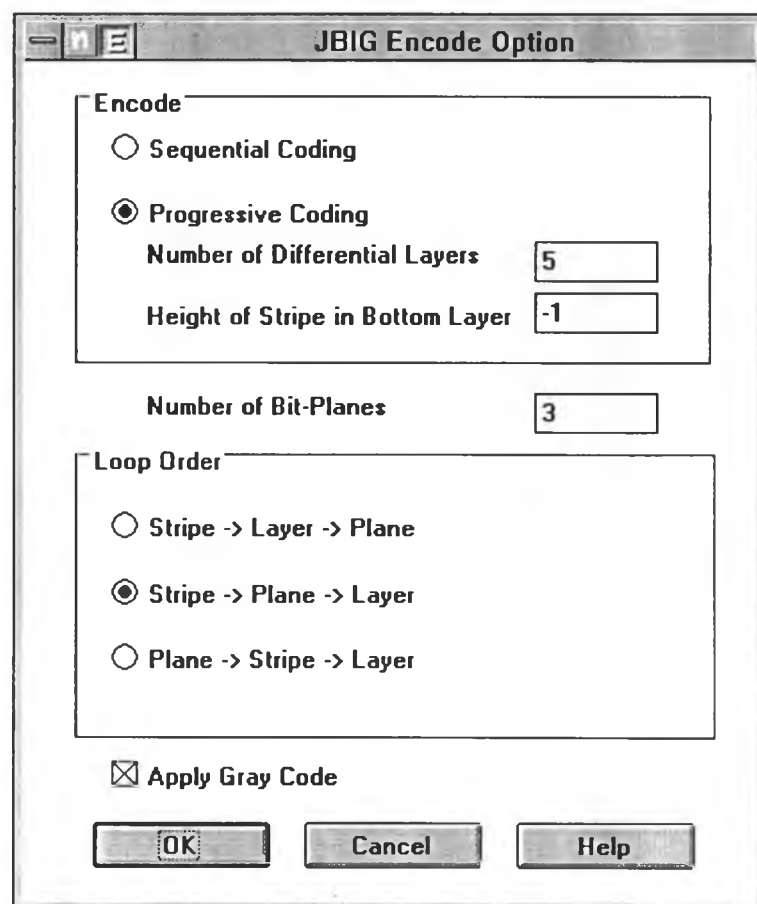 JBIG Encode Option
Encode
Sequential Coding
Progressive Coding
Number of Differential Layers 5
Height of Stripe in Bottom Layer -1
Number of Bit-Planes 3
Loop Order
Stripe -> Layer -> Plane
Stripe -> Plane -> Layer
Plane -> Stripe -> Layer
Apply Gray Code
OK Cancel Help